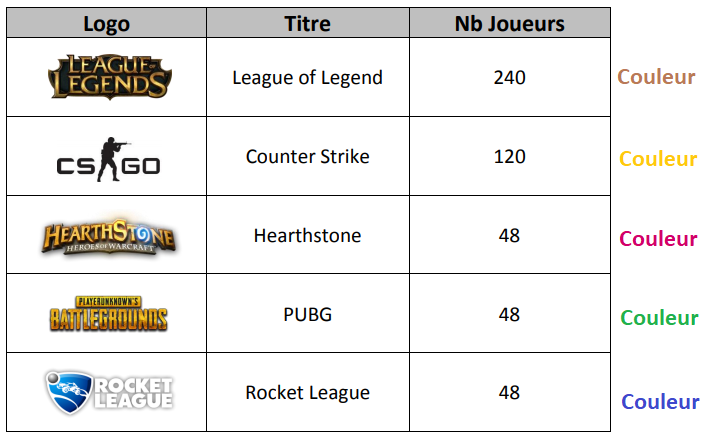 Logo Titre Nb Joueurs
LEAGUE OF
LEGENDS
League of Legend 240 Couleur
CS GO
Counter Strike 120 Couleur
HEARTHSTONE
HEROES OF WARCRAFT
Hearthstone 48 Couleur
PLAYERUNKNOWN'S
BATTLEGROUNDS
PUBG 48 Couleur
ROCKET
LEAGUE
Rocket League 48 Couleur